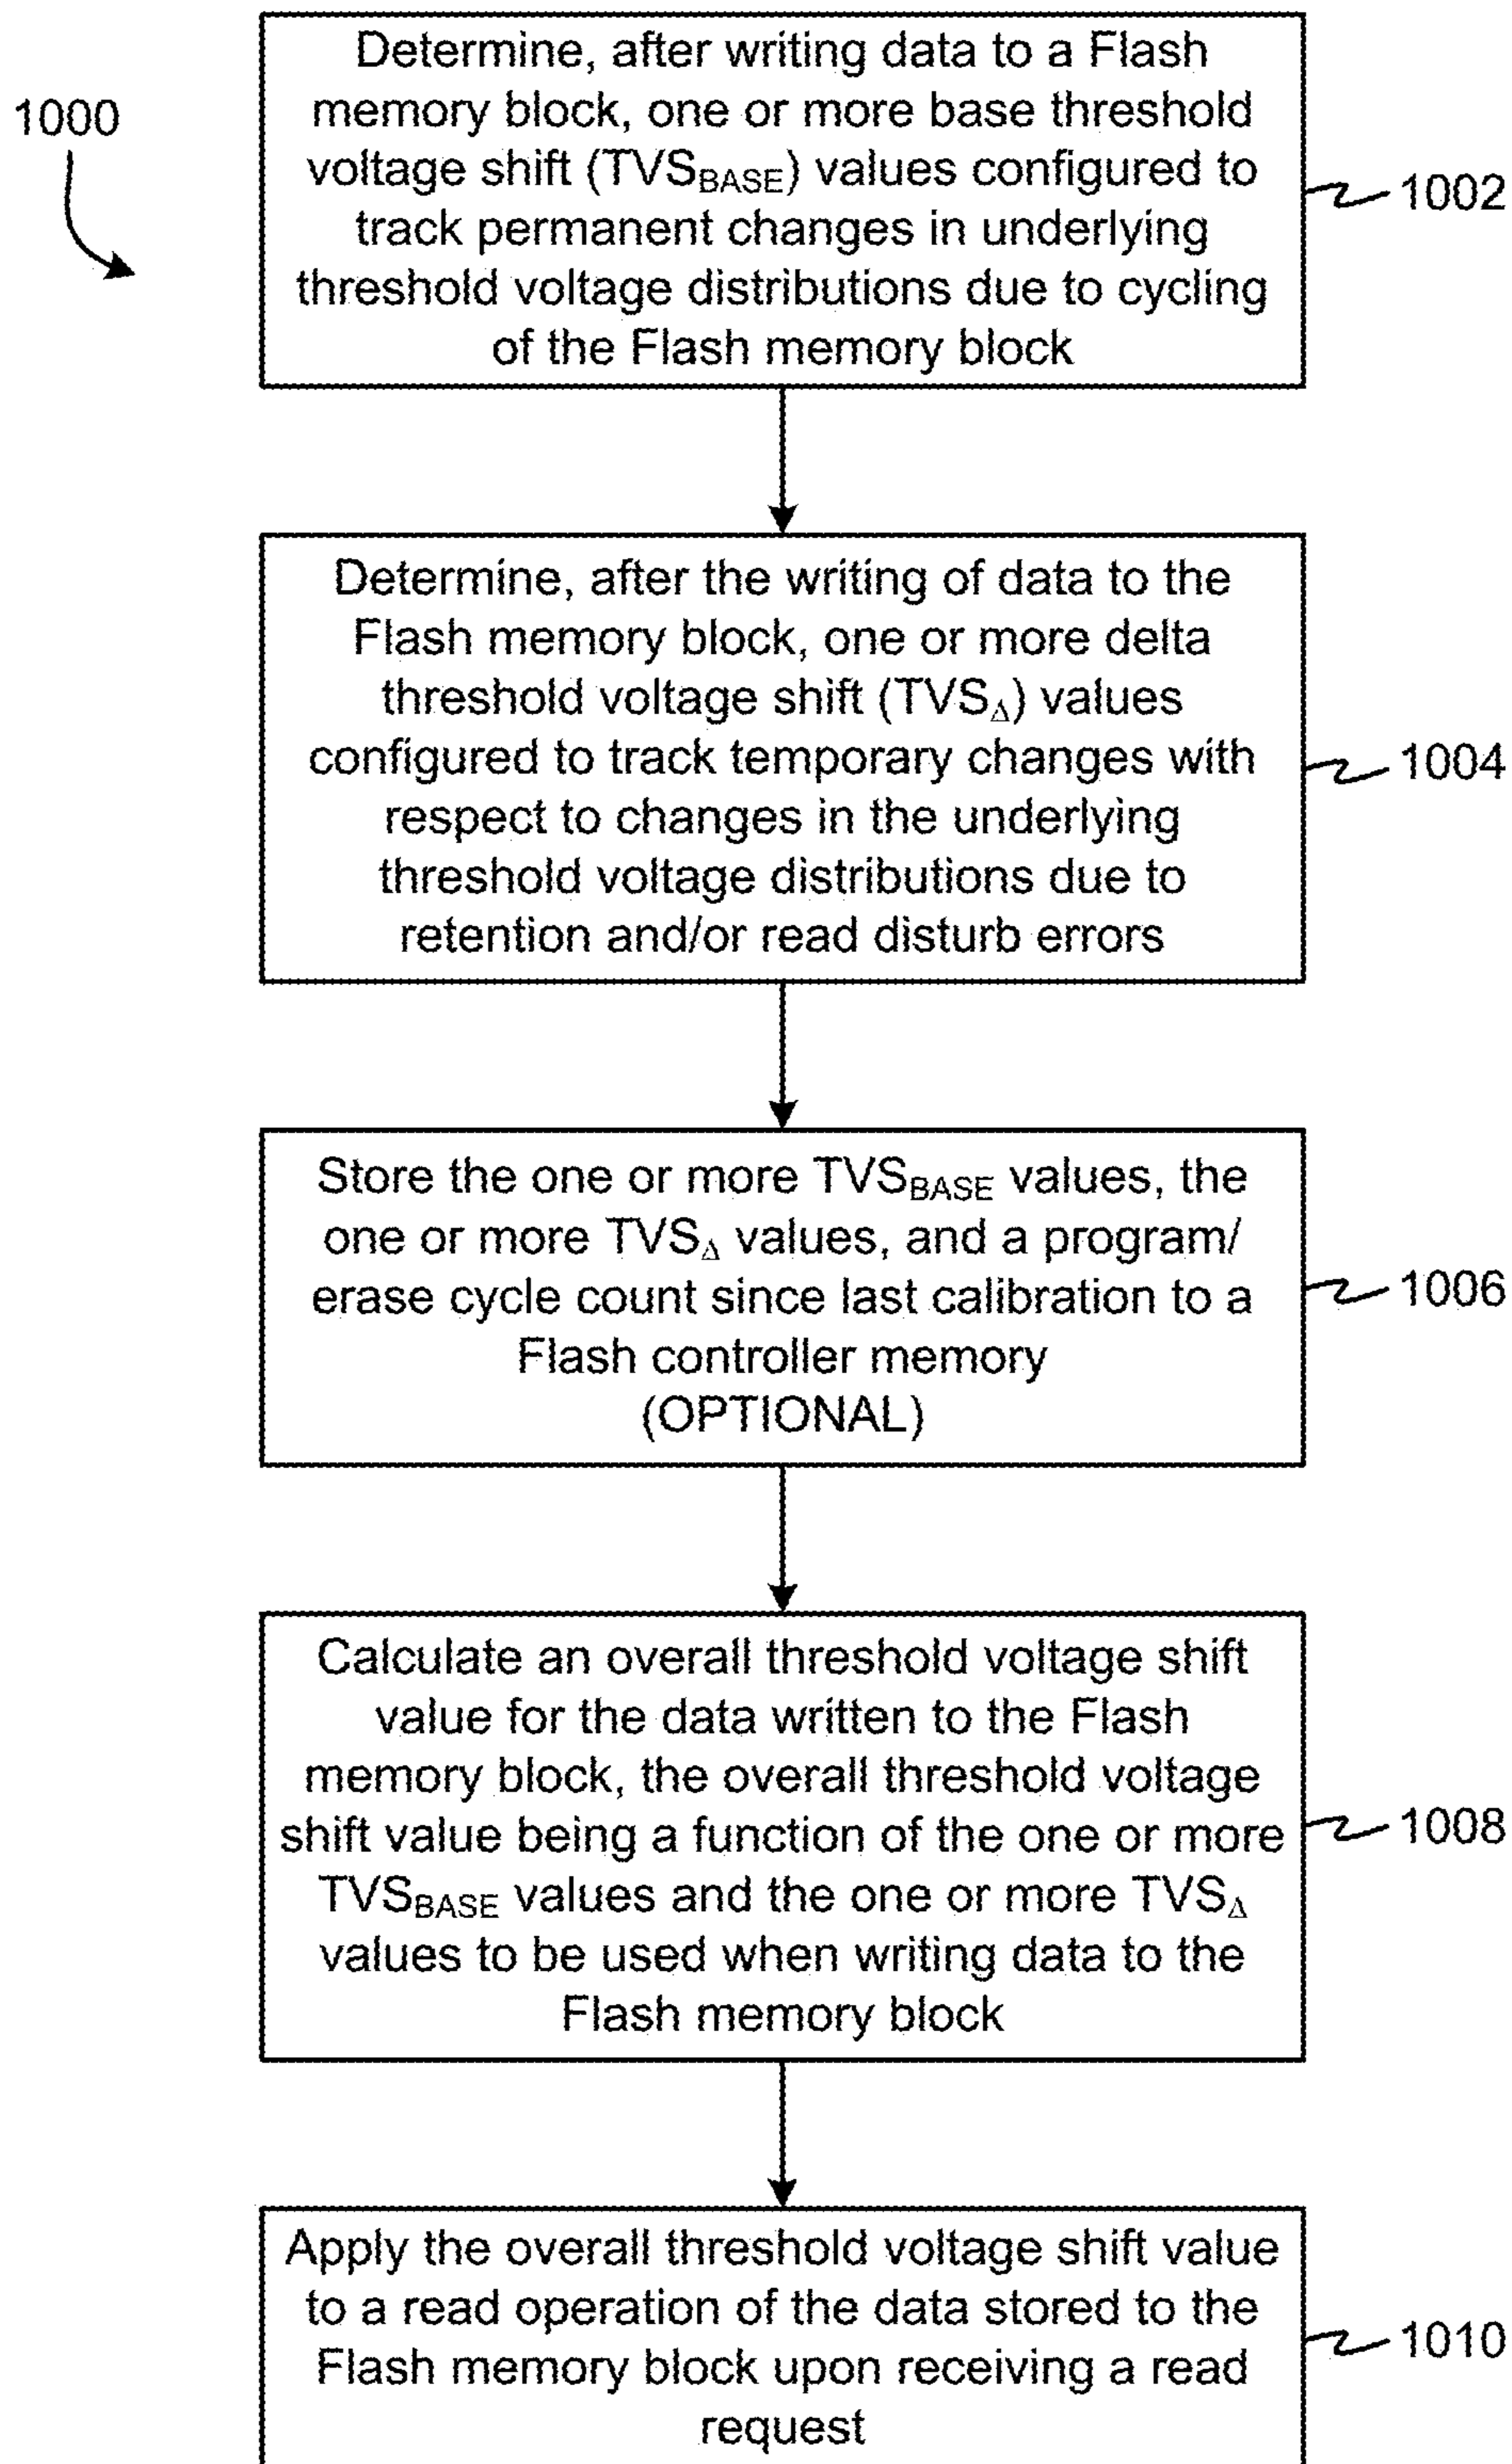 1000
Determine, after writing data to a Flash
memory block, one or more base threshold
voltage shift (TVS_BASE) values configured to
track permanent changes in underlying
threshold voltage distributions due to cycling
of the Flash memory block
1002
Determine, after the writing of data to the
Flash memory block, one or more delta
threshold voltage shift (TVS_Δ) values
configured to track temporary changes with
respect to changes in the underlying
threshold voltage distributions due to
retention and/or read disturb errors
1004
Store the one or more TVS_BASE values, the
one or more TVS_Δ values, and a program/
erase cycle count since last calibration to a
Flash controller memory
(OPTIONAL)
1006
Calculate an overall threshold voltage shift
value for the data written to the Flash
memory block, the overall threshold voltage
shift value being a function of the one or more
TVS_BASE values and the one or more TVS_Δ
values to be used when writing data to the
Flash memory block
1008
Apply the overall threshold voltage shift value
to a read operation of the data stored to the
Flash memory block upon receiving a read
request
1010